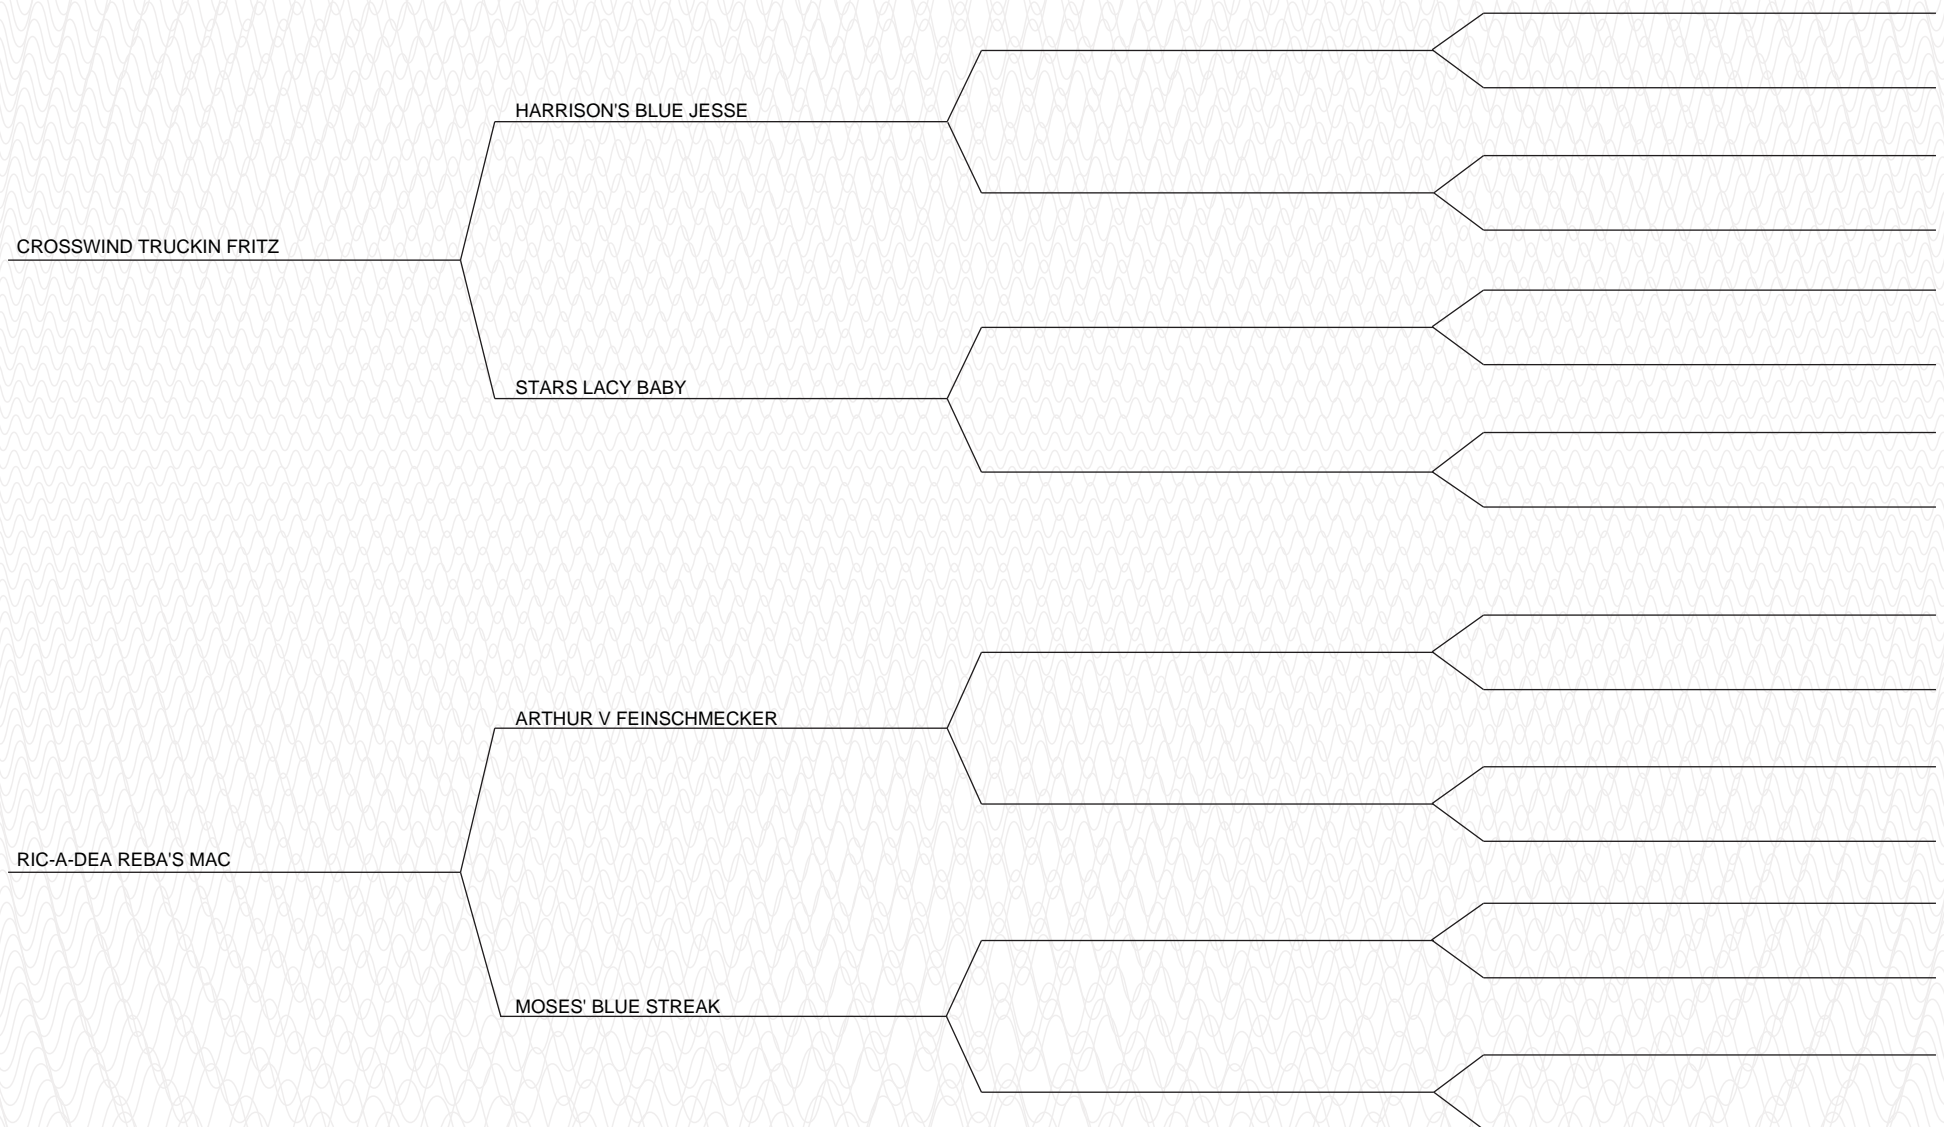 HARRISON'S BLUE JESSE
CROSSWIND TRUCKIN FRITZ
STARS LACY BABY
ARTHUR V FEINSCHMECKER
RIC-A-DEA REBA'S MAC
MOSES' BLUE STREAK